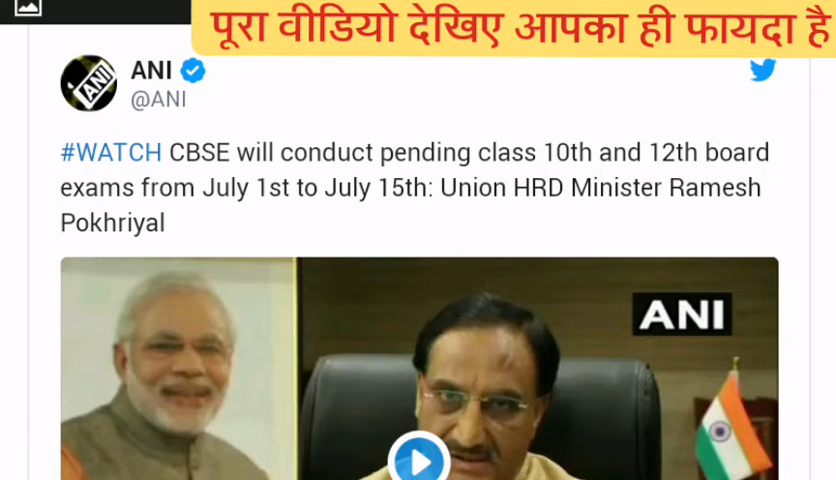 पूरा वीडियो देखिए आपका ही फायदा है
ANI
@ANI
#WATCH CBSE will conduct pending class 10th and 12th board
exams from July 1st to July 15th: Union HRD Minister Ramesh
Pokhriyal
ANI
ANI